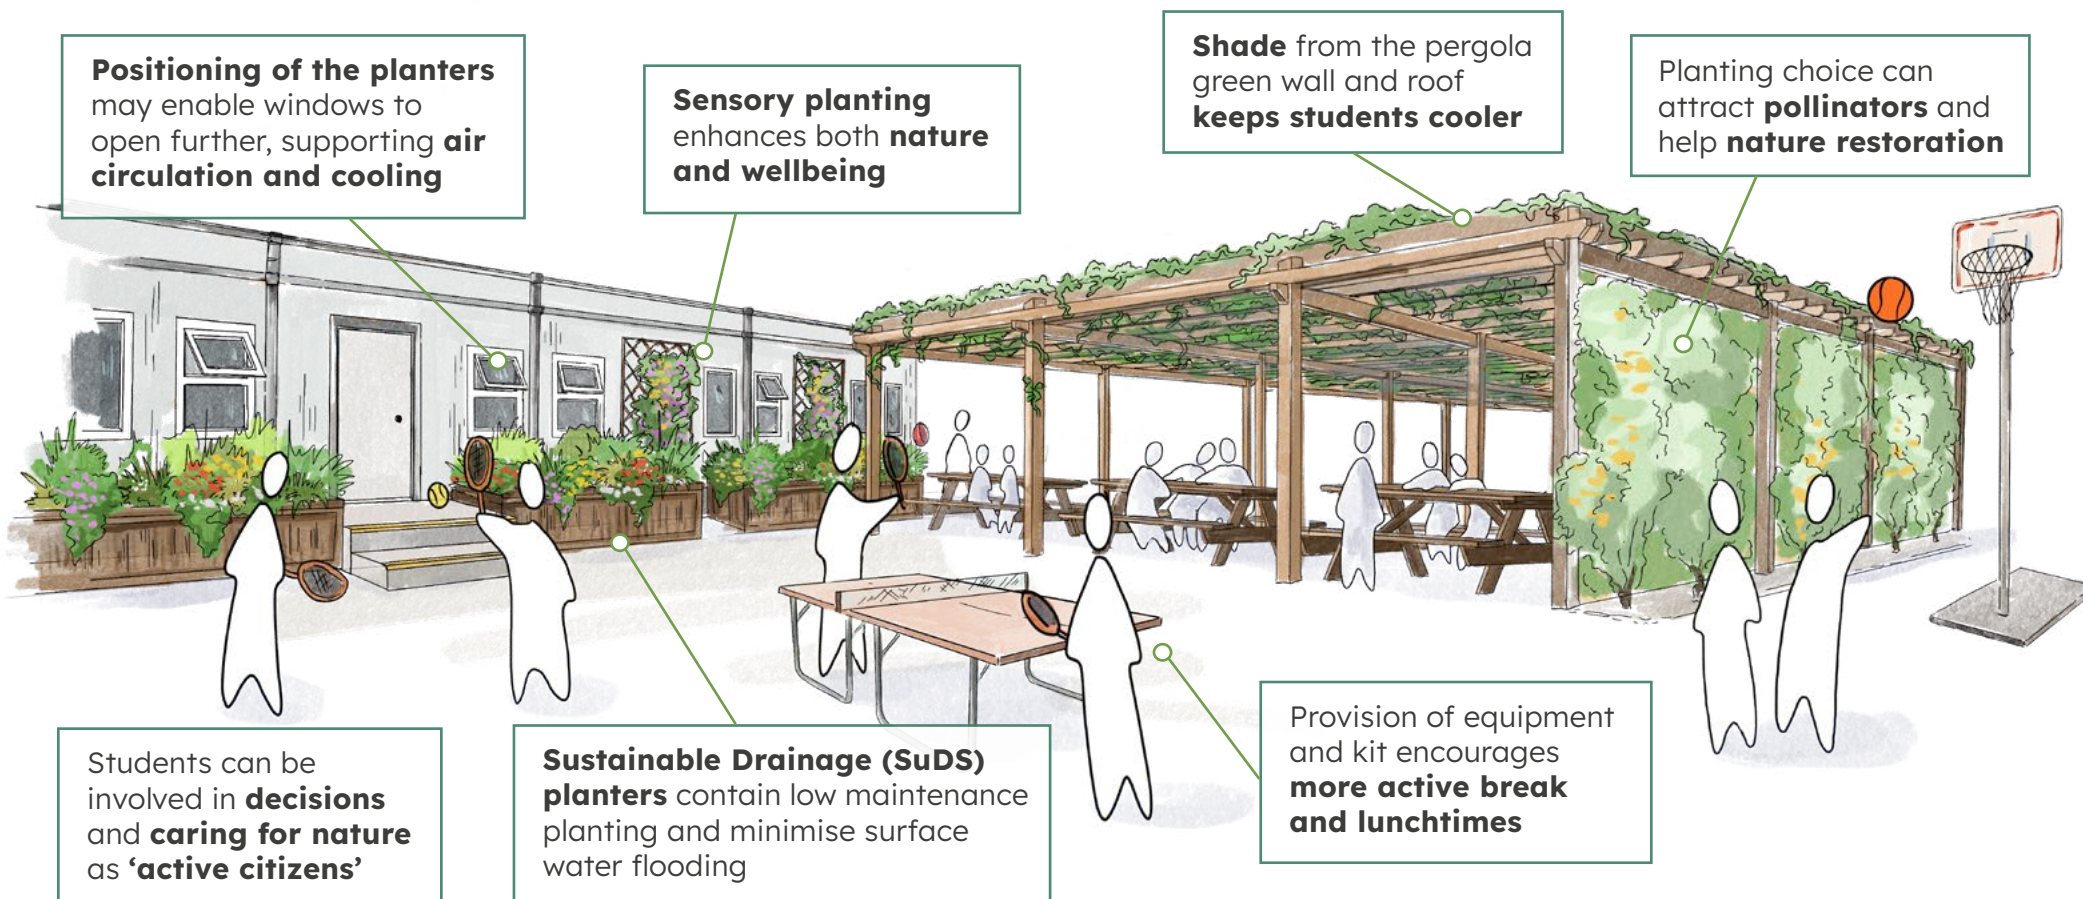 Positioning of the planters
may enable windows to
open further, supporting air
circulation and cooling
Sensory planting
enhances both nature
and wellbeing
Shade from the pergola
green wall and roof
keeps students cooler
Planting choice can
attract pollinators and
help nature restoration
Students can be
involved in decisions
and caring for nature
as ‘active citizens’
Sustainable Drainage (SuDS)
planters contain low maintenance
planting and minimise surface
water flooding
Provision of equipment
and kit encourages
more active break
and lunchtimes